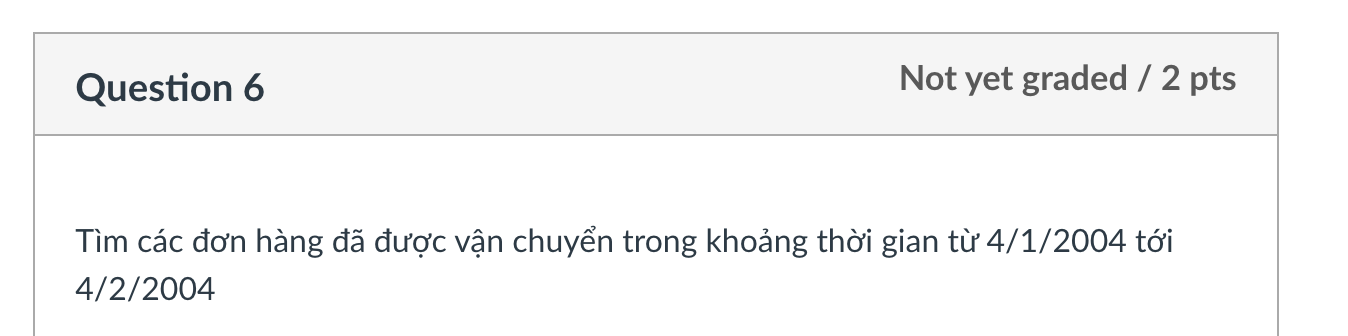 Question 6
Not yet graded / 2 pts
Tìm các đơn hàng đã được vận chuyển trong khoảng thời gian từ 4/1/2004 tới
4/2/2004